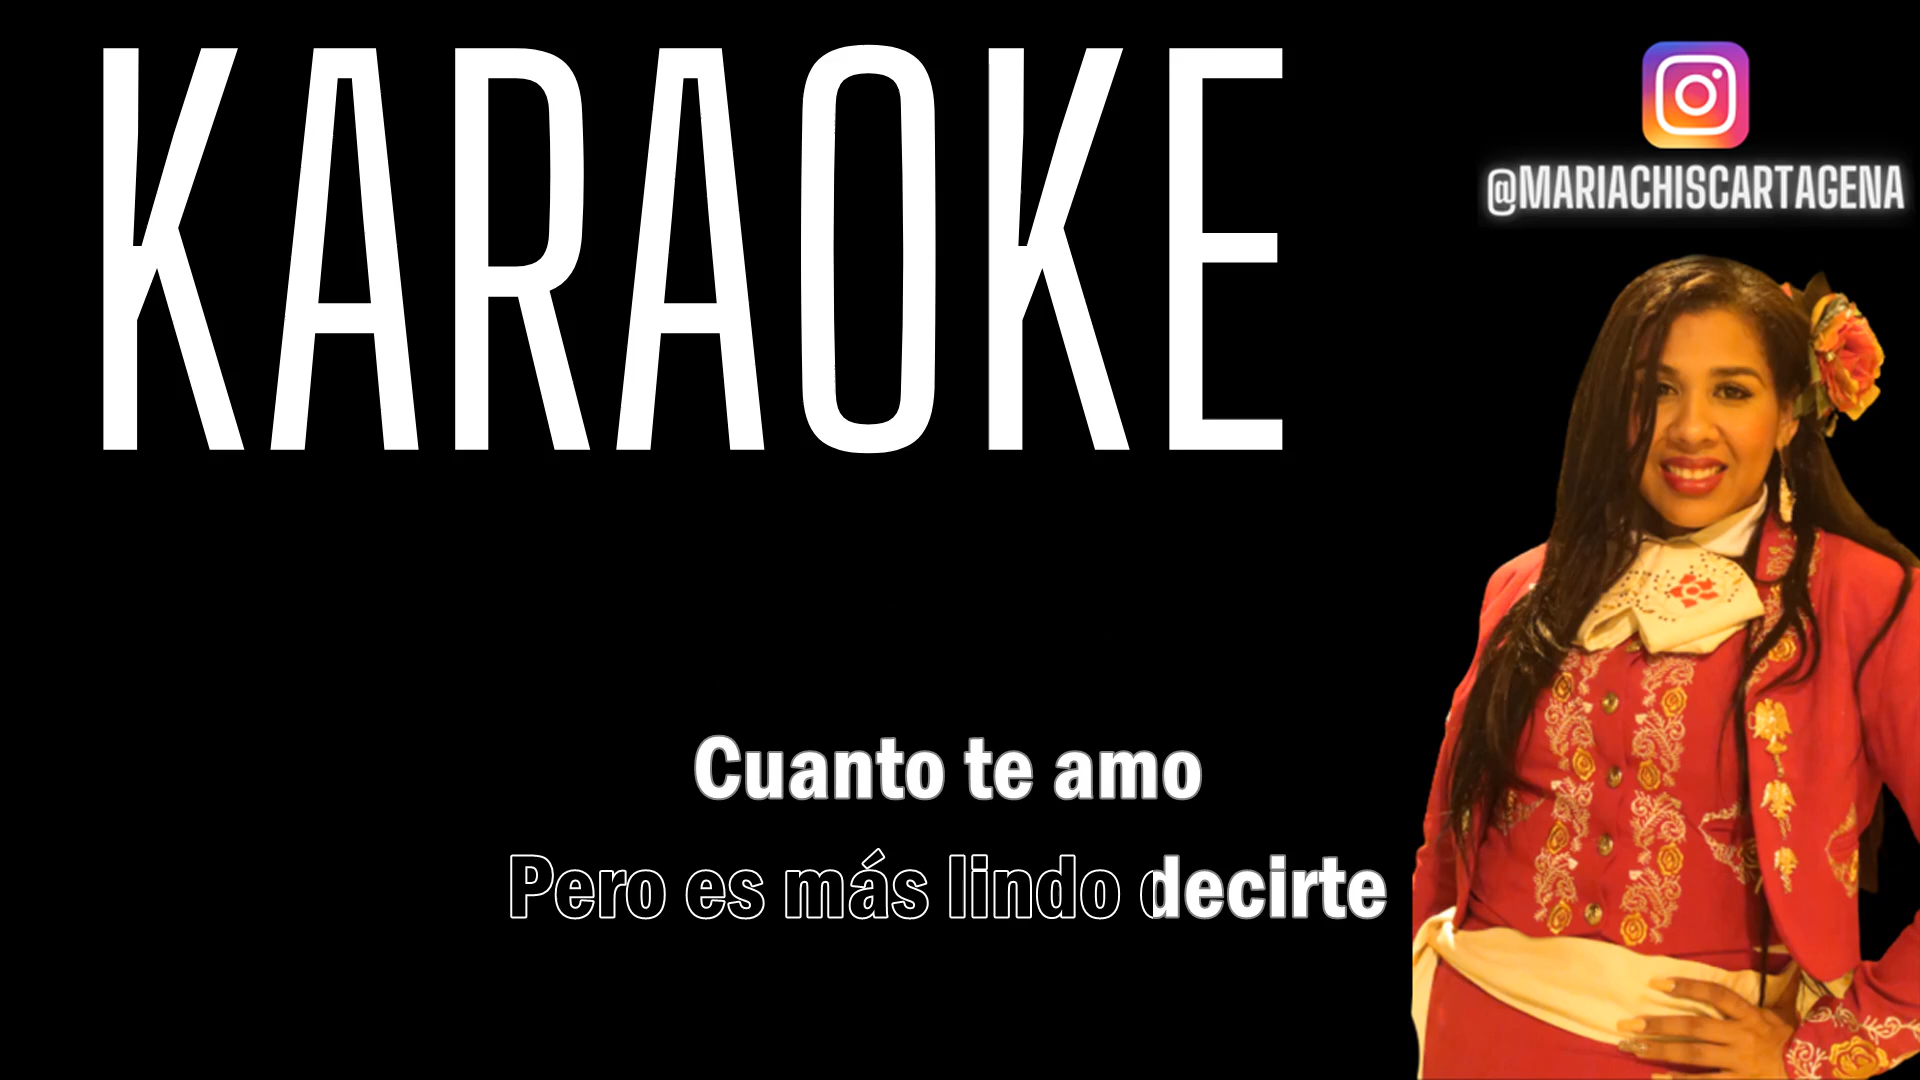 KARAOKE
@MARIACHISCARTAGENA
Cuanto te amo
Pero es más lindo decirte